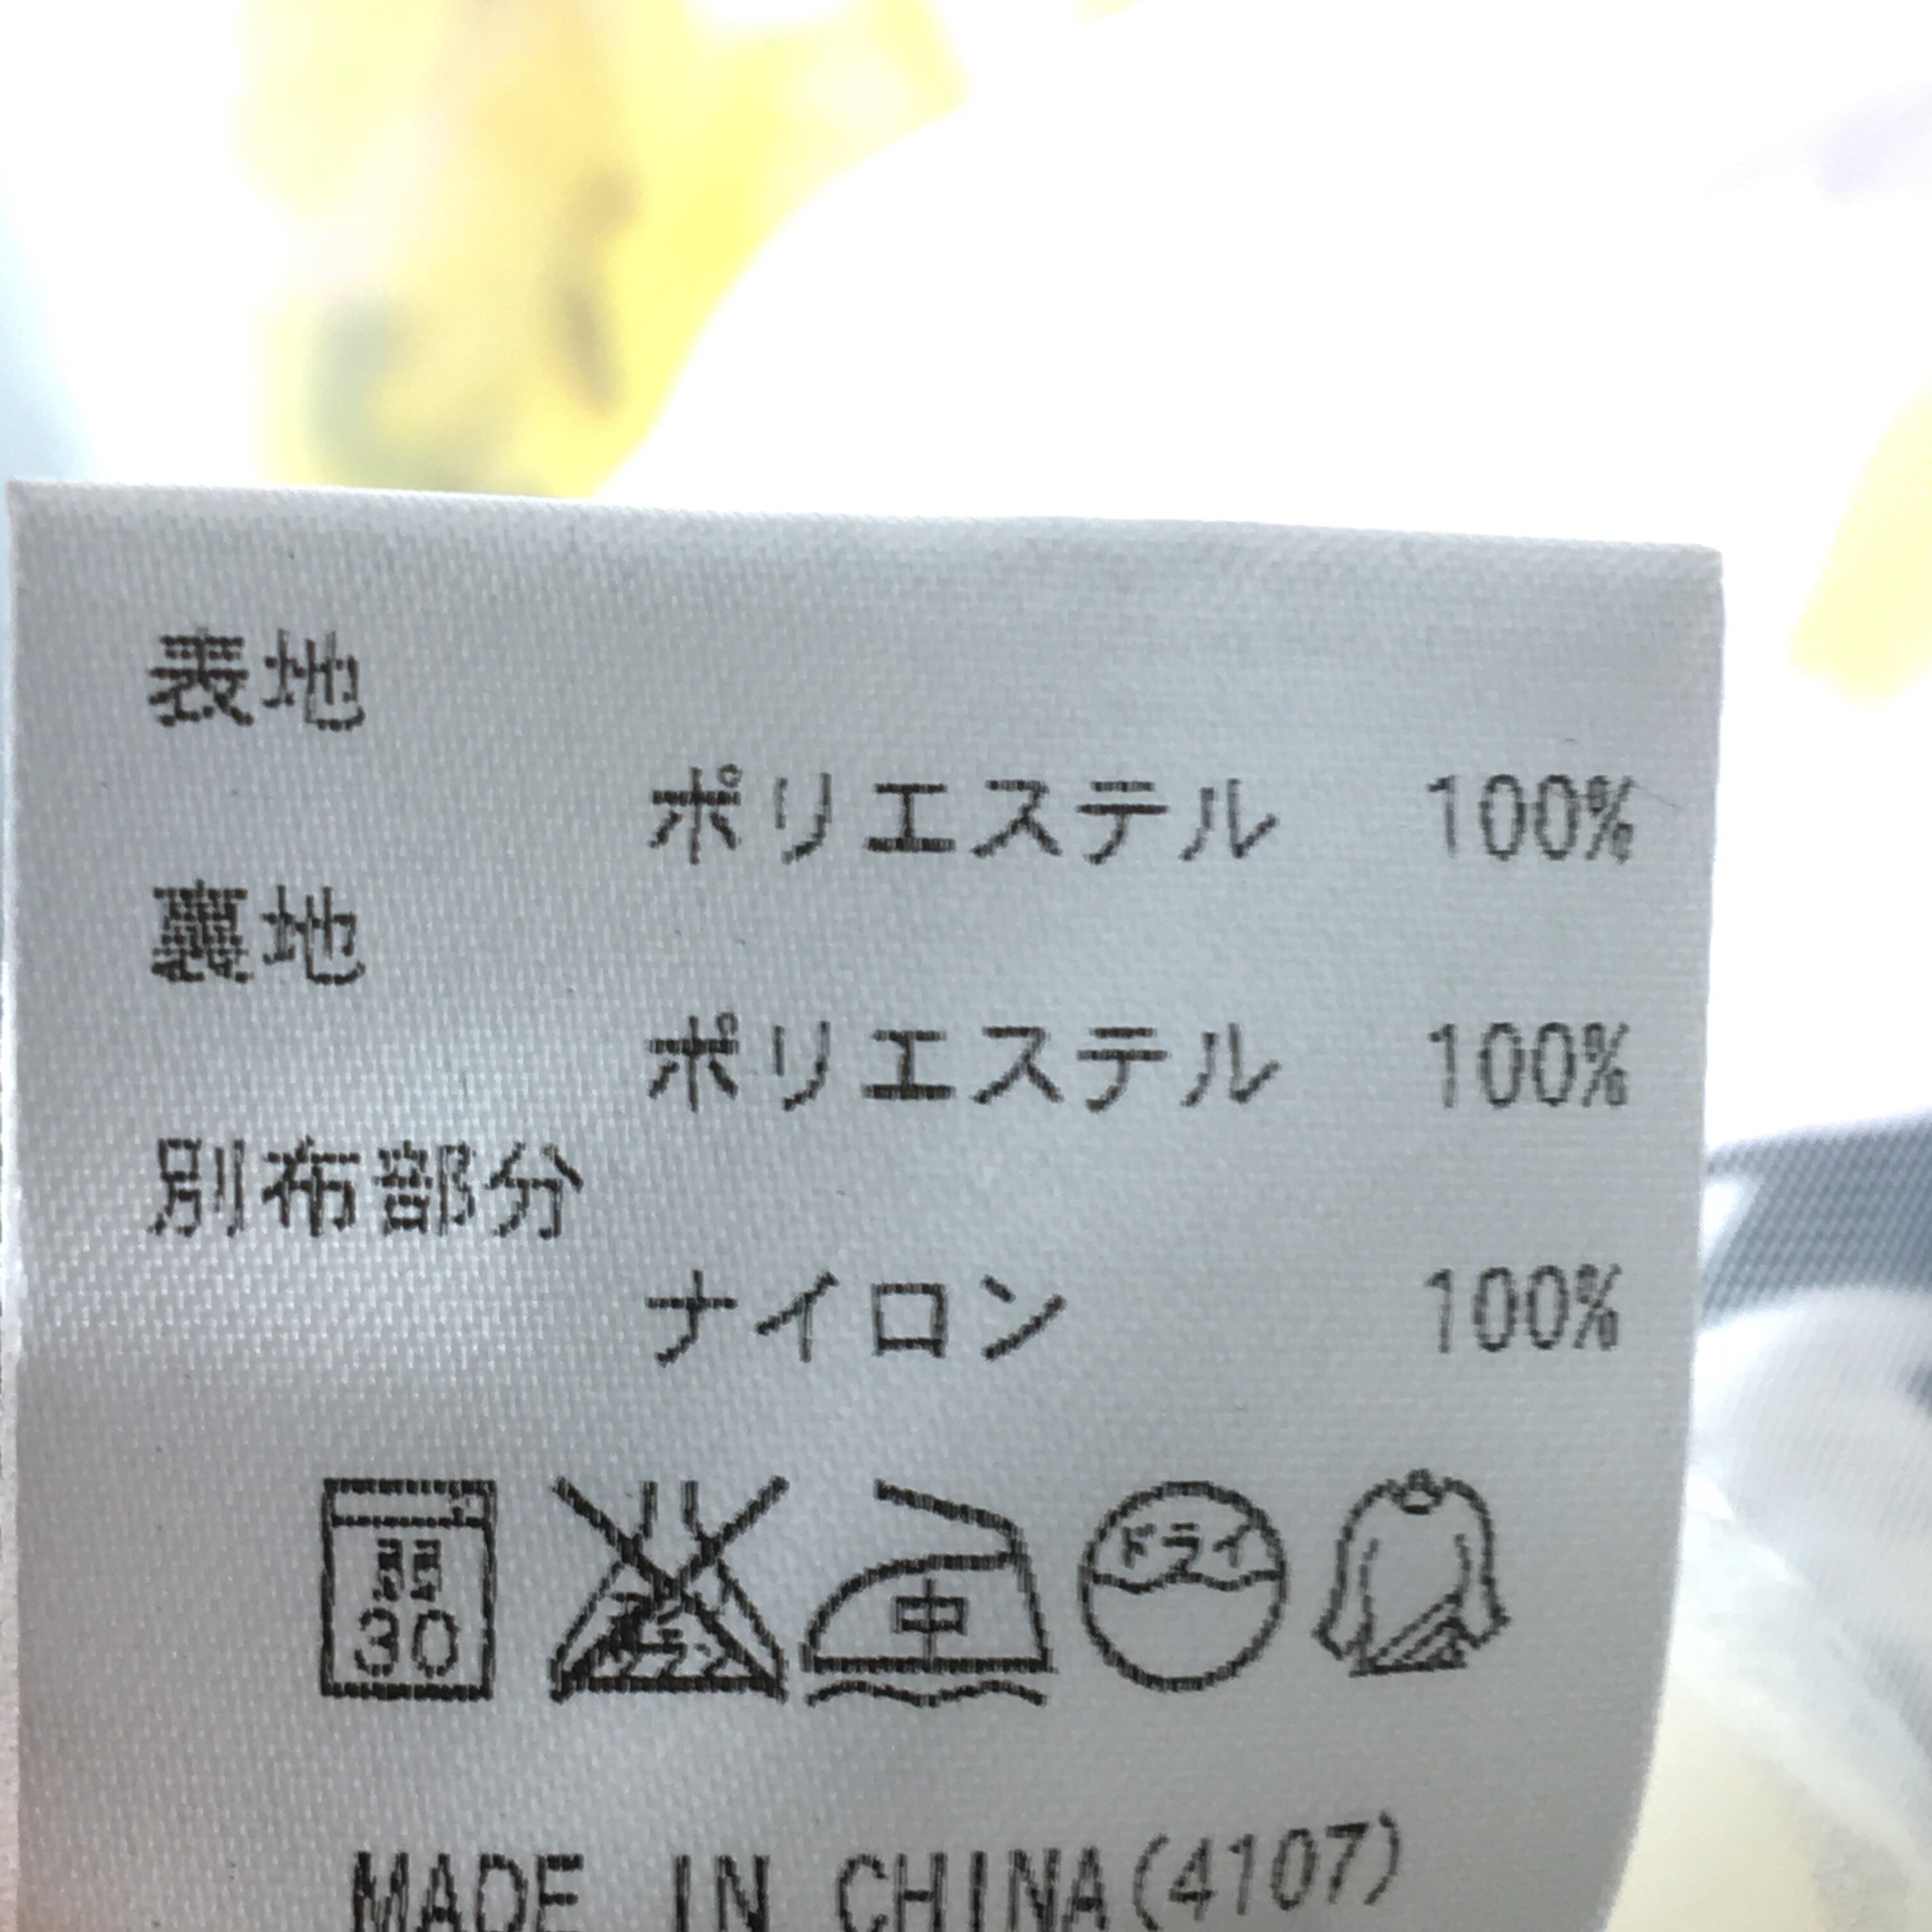 表地
ポリエステル 100%
裏地
ポリエステル 100%
別布部分
ナイロン 100%
30 中 ドライ
MADE IN CHINA(4107)